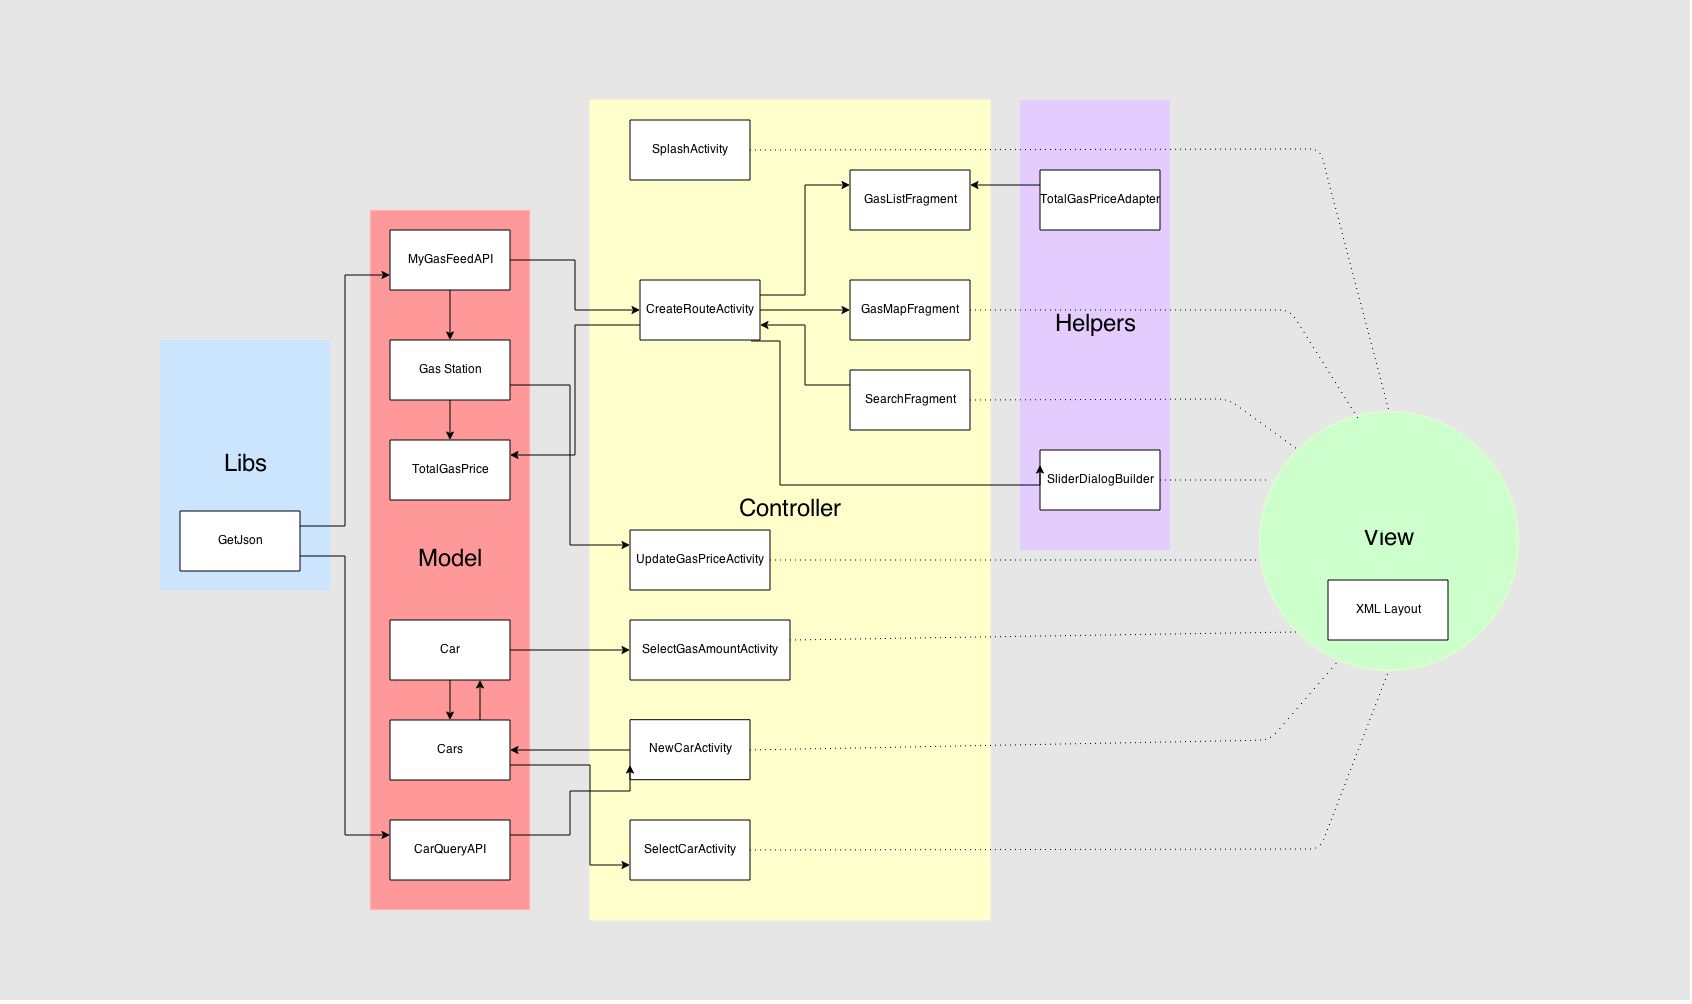 SplashActivity
GasListFragment
TotalGasPriceAdapter
MyGasFeedAPI
CreateRouteActivity
GasMapFragment
Helpers
Gas Station
SearchFragment
Libs
TotalGasPrice
SliderDialogBuilder
Controller
GetJson
Model
UpdateGasPriceActivity
View
XML Layout
Car
SelectGasAmountActivity
Cars
NewCarActivity
CarQueryAPI
SelectCarActivity